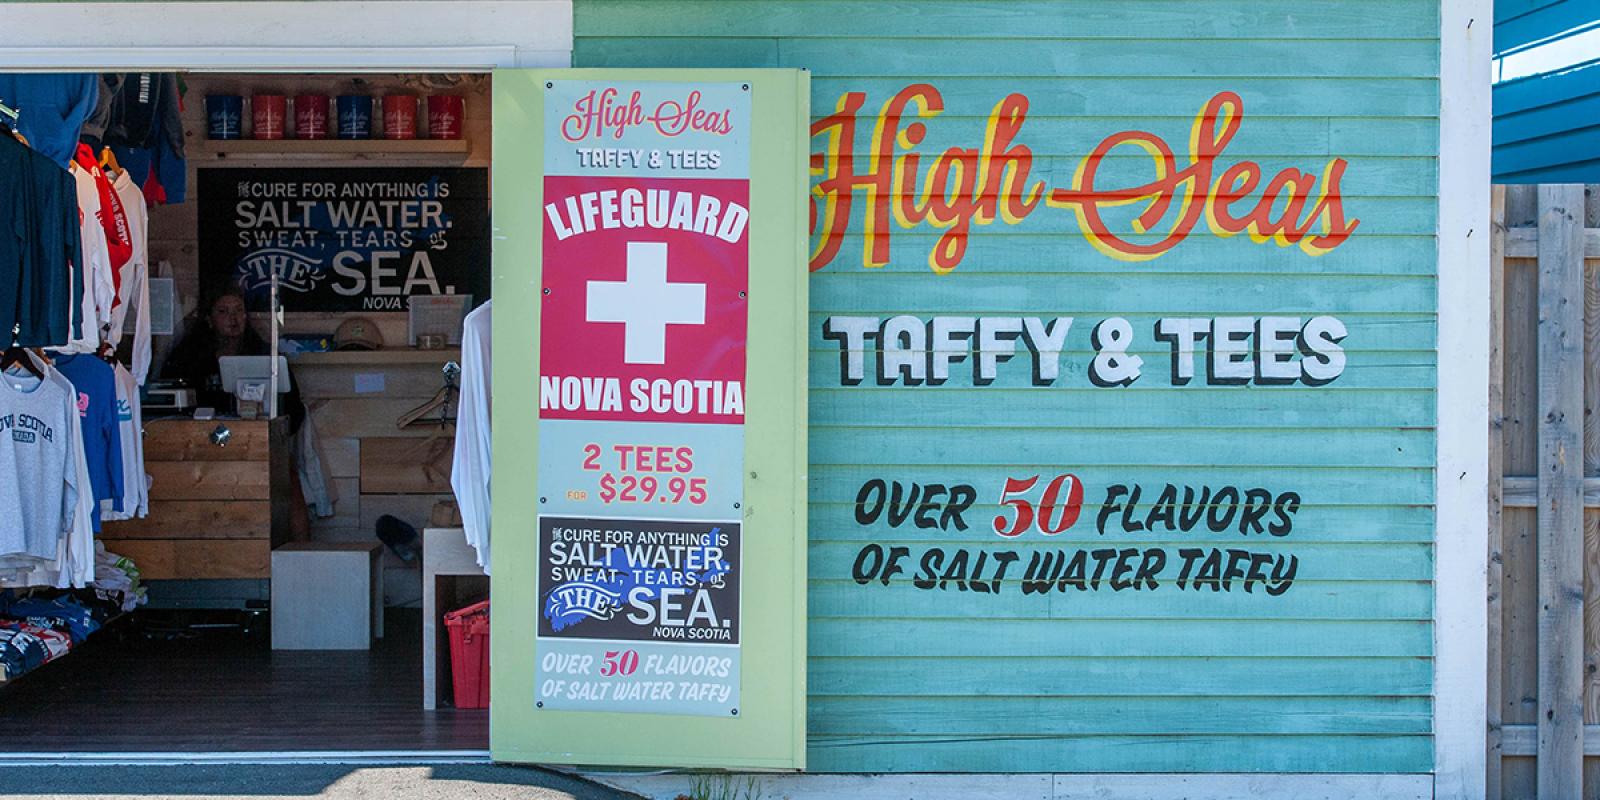 THE CURE FOR ANYTHING IS
SALT WATER.
SWEAT, TEARS or
THE SEA.
NOVA
NOVA SCOTIA
High Seas
TAFFY & TEES
LIFEGUARD
NOVA SCOTIA
2 TEES
FOR $29.95
THE CURE FOR ANYTHING IS
SALT WATER.
SWEAT, TEARS, or
THE SEA.
NOVA SCOTIA
OVER 50 FLAVORS
OF SALT WATER TAFFY
High Seas
TAFFY & TEES
OVER 50 FLAVORS
OF SALT WATER TAFFY